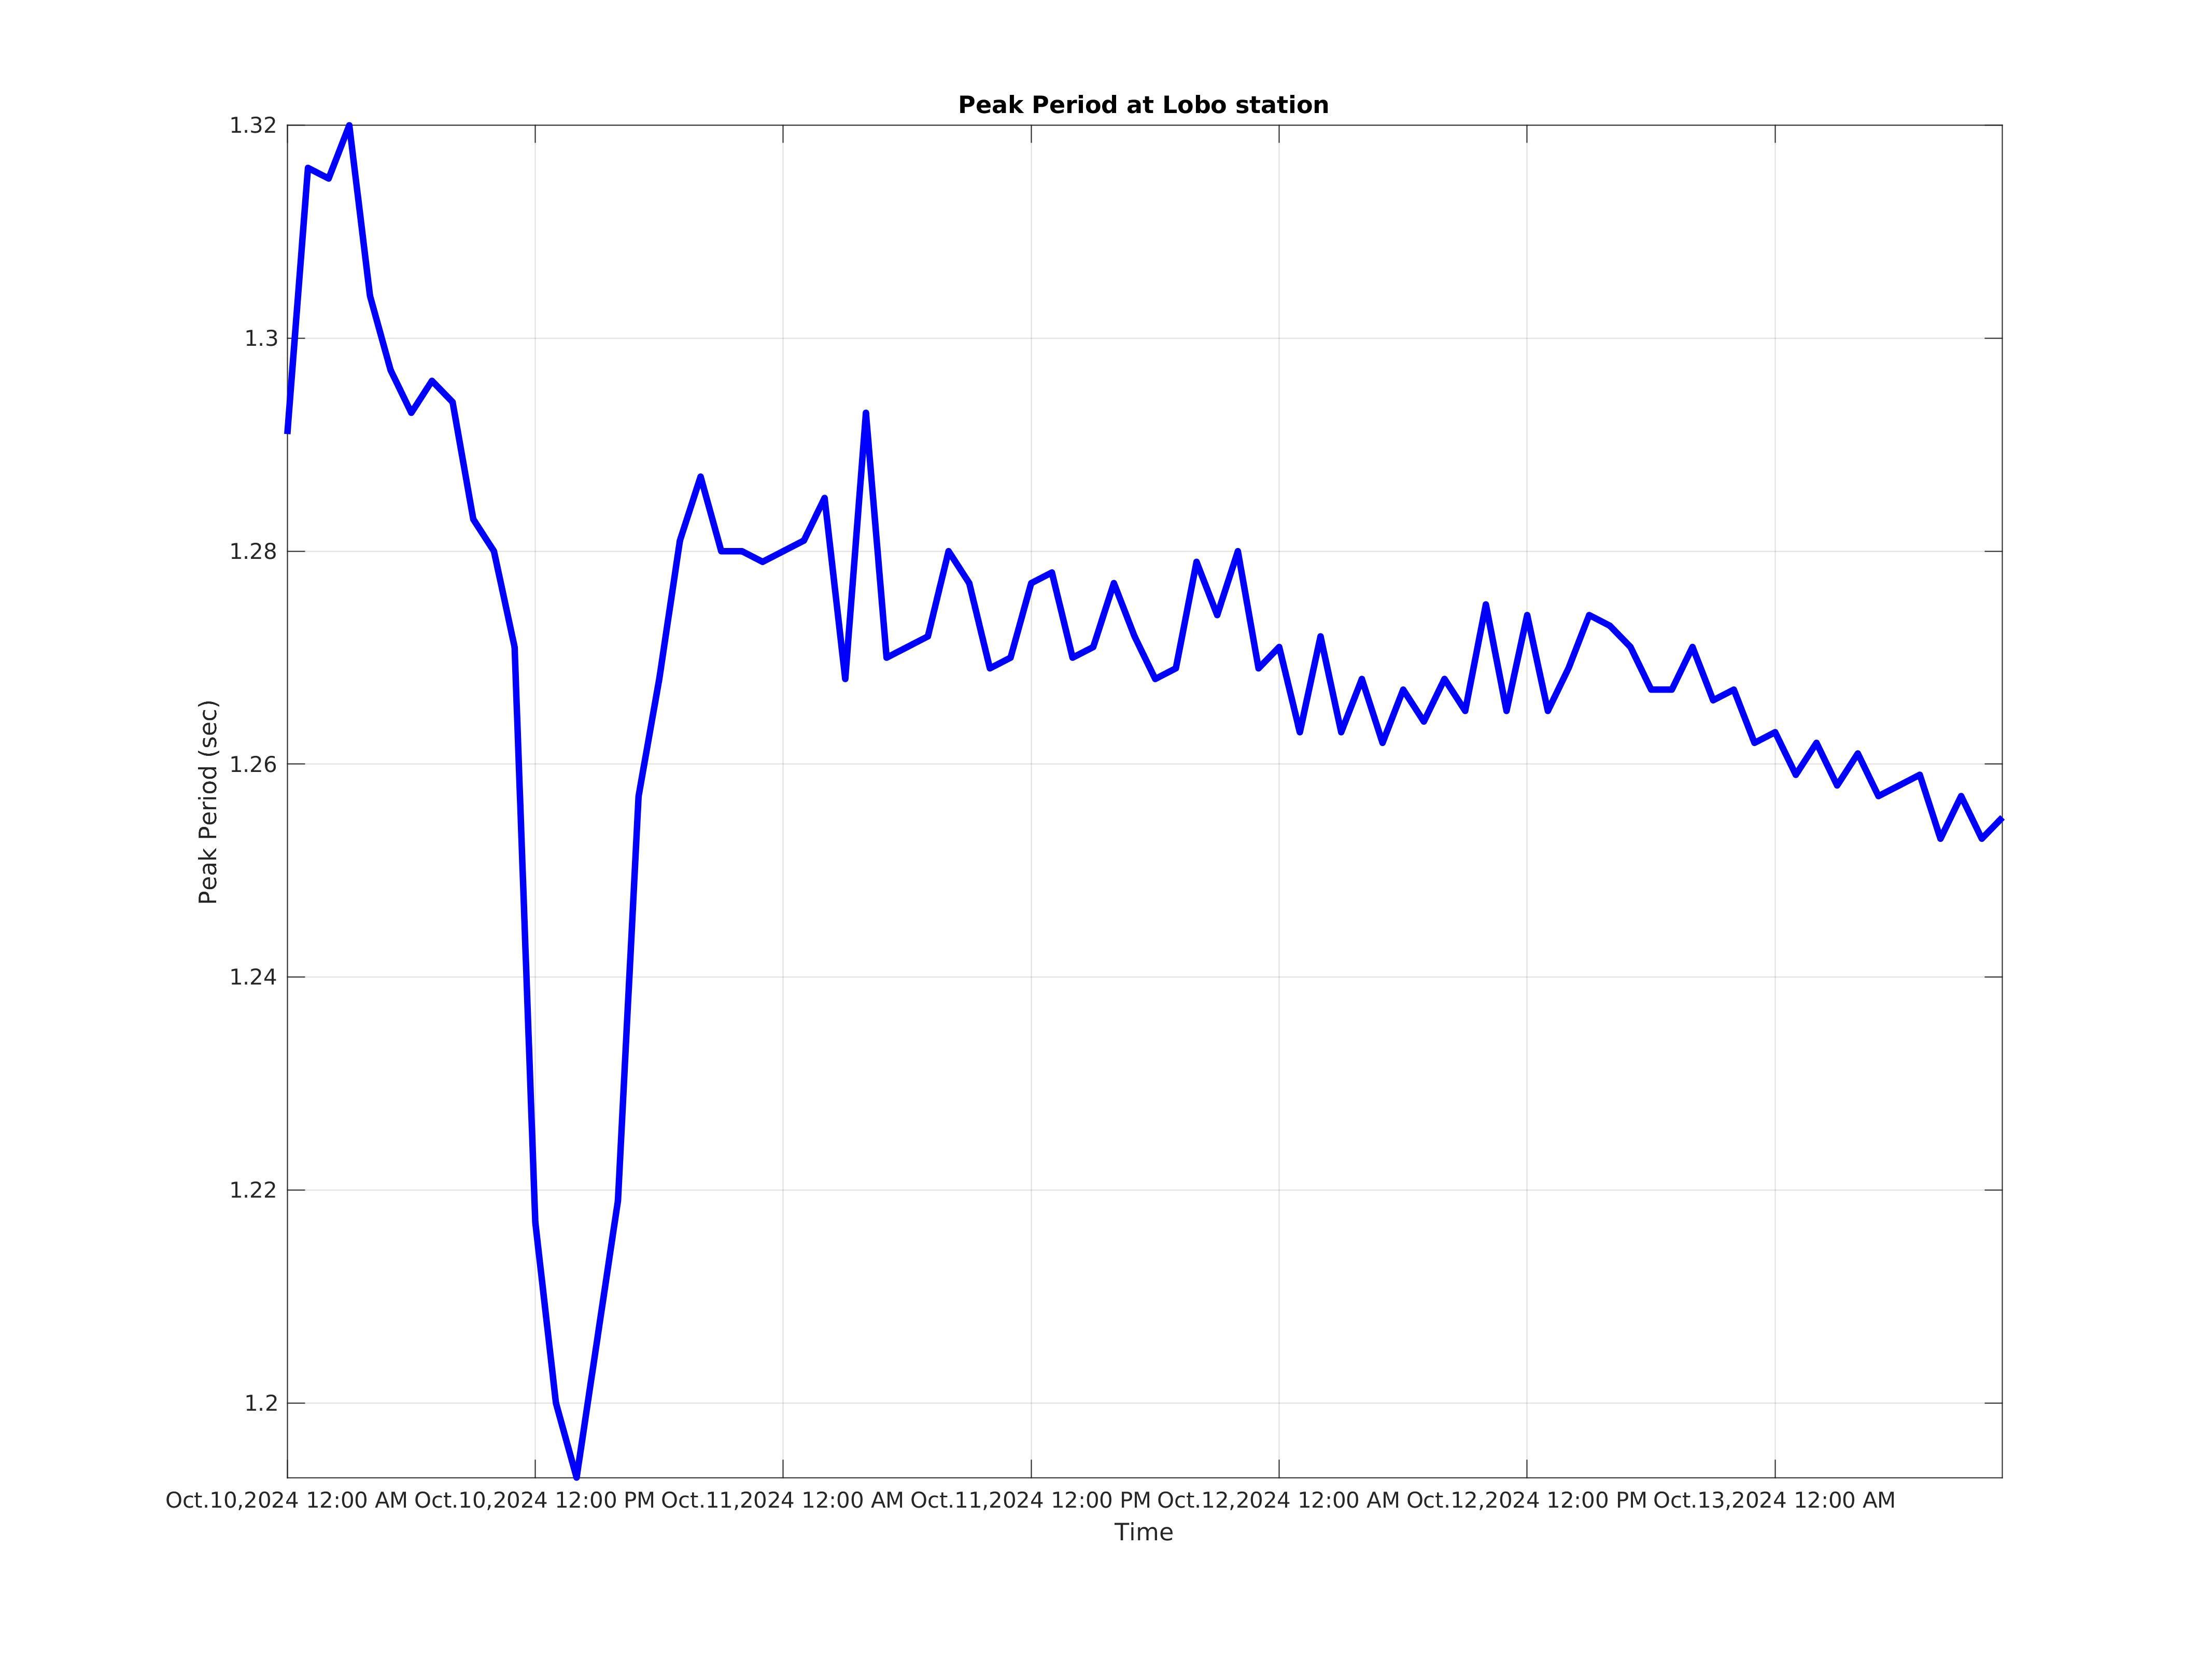 Peak Period at Lobo station
1.32
1.3
1.28
1.26
1.24
1.22
1.2
Peak Period (sec)
Oct.10,2024 12:00 AM Oct.10,2024 12:00 PM Oct.11,2024 12:00 AM Oct.11,2024 12:00 PM Oct.12,2024 12:00 AM Oct.12,2024 12:00 PM Oct.13,2024 12:00 AM
Time